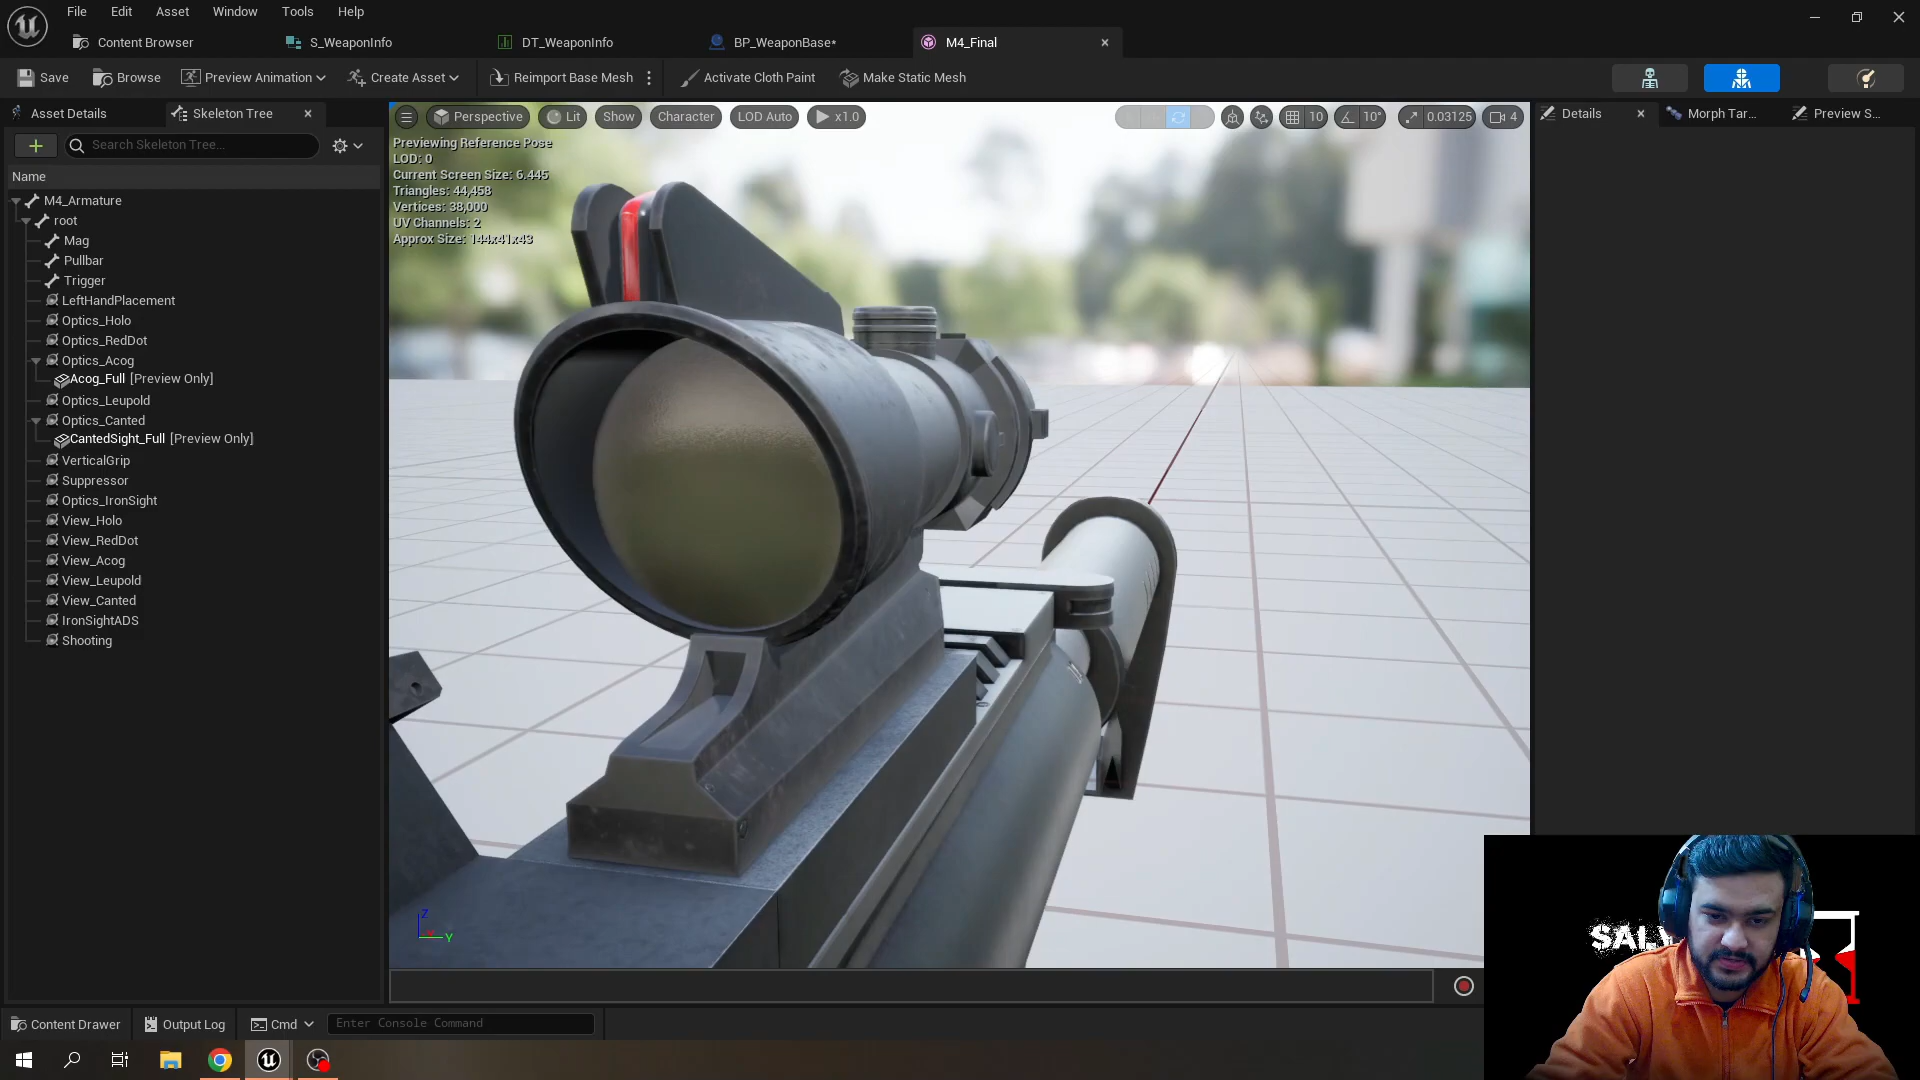 File Edit Asset Window Tools Help
Content Browser S_WeaponInfo DT_WeaponInfo BP_WeaponBase* M4_Final
Save Browse Preview Animation Create Asset Reimport Base Mesh Activate Cloth Paint Make Static Mesh
Asset Details Skeleton Tree Details Morph Tar... Preview S...
Perspective Lit Show Character LOD Auto x1.0 10 10° 0.03125 4
Search Skeleton Tree...
Name
Previewing Reference Pose
LOD: 0
Current Screen Size: 6.445
Triangles: 44,458
Vertices: 38,000
UV Channels: 2
Approx Size: 144x41x43
M4_Armature
root
Mag
Pullbar
Trigger
LeftHandPlacement
Optics_Holo
Optics_RedDot
Optics_Acog
Acog_Full [Preview Only]
Optics_Leupold
Optics_Canted
CantedSight_Full [Preview Only]
VerticalGrip
Suppressor
Optics_IronSight
View_Holo
View_RedDot
View_Acog
View_Leupold
View_Canted
IronSightADS
Shooting
Z
Y
Content Drawer Output Log Cmd Enter Console Command